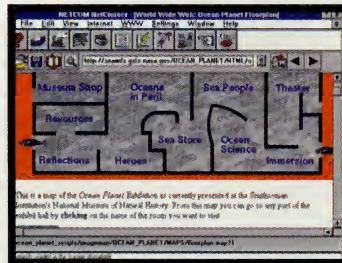 NETCOM NetCruiser - [World Wide Web: Ocean Planet Floorplan]
File Edit View Internet WWW Settings Window Help
Museum Shop Oceans in Peril Sea People Theater
Resources
Sea Store Ocean Science
Reflections Heroes Immersion
This is a map of the Ocean Planet Exhibition as currently presented at the Smithsonian
Institution's National Museum of Natural History. From this map you can go to any part of the
exhibit hall by clicking on the name of the room you want to visit